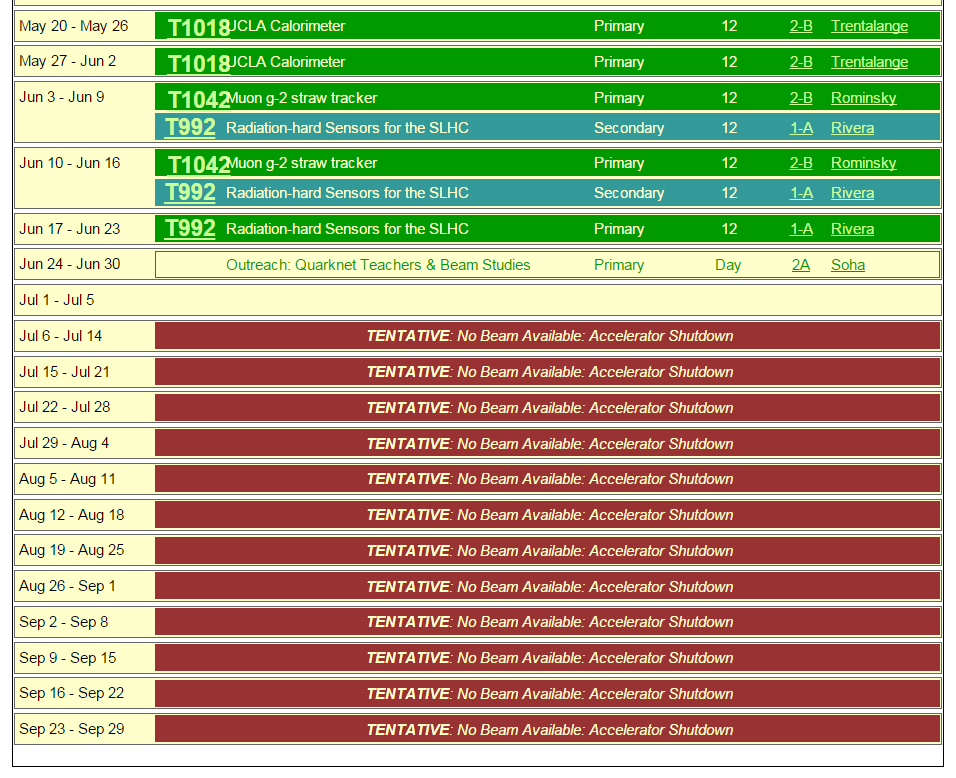 May 20 - May 26 T1018 UCLA Calorimeter Primary 12 2-B Trentalange
May 27 - Jun 2 T1018 UCLA Calorimeter Primary 12 2-B Trentalange
Jun 3 - Jun 9 T1042 Muon g-2 straw tracker Primary 12 2-B Rominsky
T992 Radiation-hard Sensors for the SLHC Secondary 12 1-A Rivera
Jun 10 - Jun 16 T1042 Muon g-2 straw tracker Primary 12 2-B Rominsky
T992 Radiation-hard Sensors for the SLHC Secondary 12 1-A Rivera
Jun 17 - Jun 23 T992 Radiation-hard Sensors for the SLHC Primary 12 1-A Rivera
Jun 24 - Jun 30 Outreach: Quarknet Teachers & Beam Studies Primary Day 2A Soha
Jul 1 - Jul 5
Jul 6 - Jul 14 TENTATIVE: No Beam Available: Accelerator Shutdown
Jul 15 - Jul 21 TENTATIVE: No Beam Available: Accelerator Shutdown
Jul 22 - Jul 28 TENTATIVE: No Beam Available: Accelerator Shutdown
Jul 29 - Aug 4 TENTATIVE: No Beam Available: Accelerator Shutdown
Aug 5 - Aug 11 TENTATIVE: No Beam Available: Accelerator Shutdown
Aug 12 - Aug 18 TENTATIVE: No Beam Available: Accelerator Shutdown
Aug 19 - Aug 25 TENTATIVE: No Beam Available: Accelerator Shutdown
Aug 26 - Sep 1 TENTATIVE: No Beam Available: Accelerator Shutdown
Sep 2 - Sep 8 TENTATIVE: No Beam Available: Accelerator Shutdown
Sep 9 - Sep 15 TENTATIVE: No Beam Available: Accelerator Shutdown
Sep 16 - Sep 22 TENTATIVE: No Beam Available: Accelerator Shutdown
Sep 23 - Sep 29 TENTATIVE: No Beam Available: Accelerator Shutdown